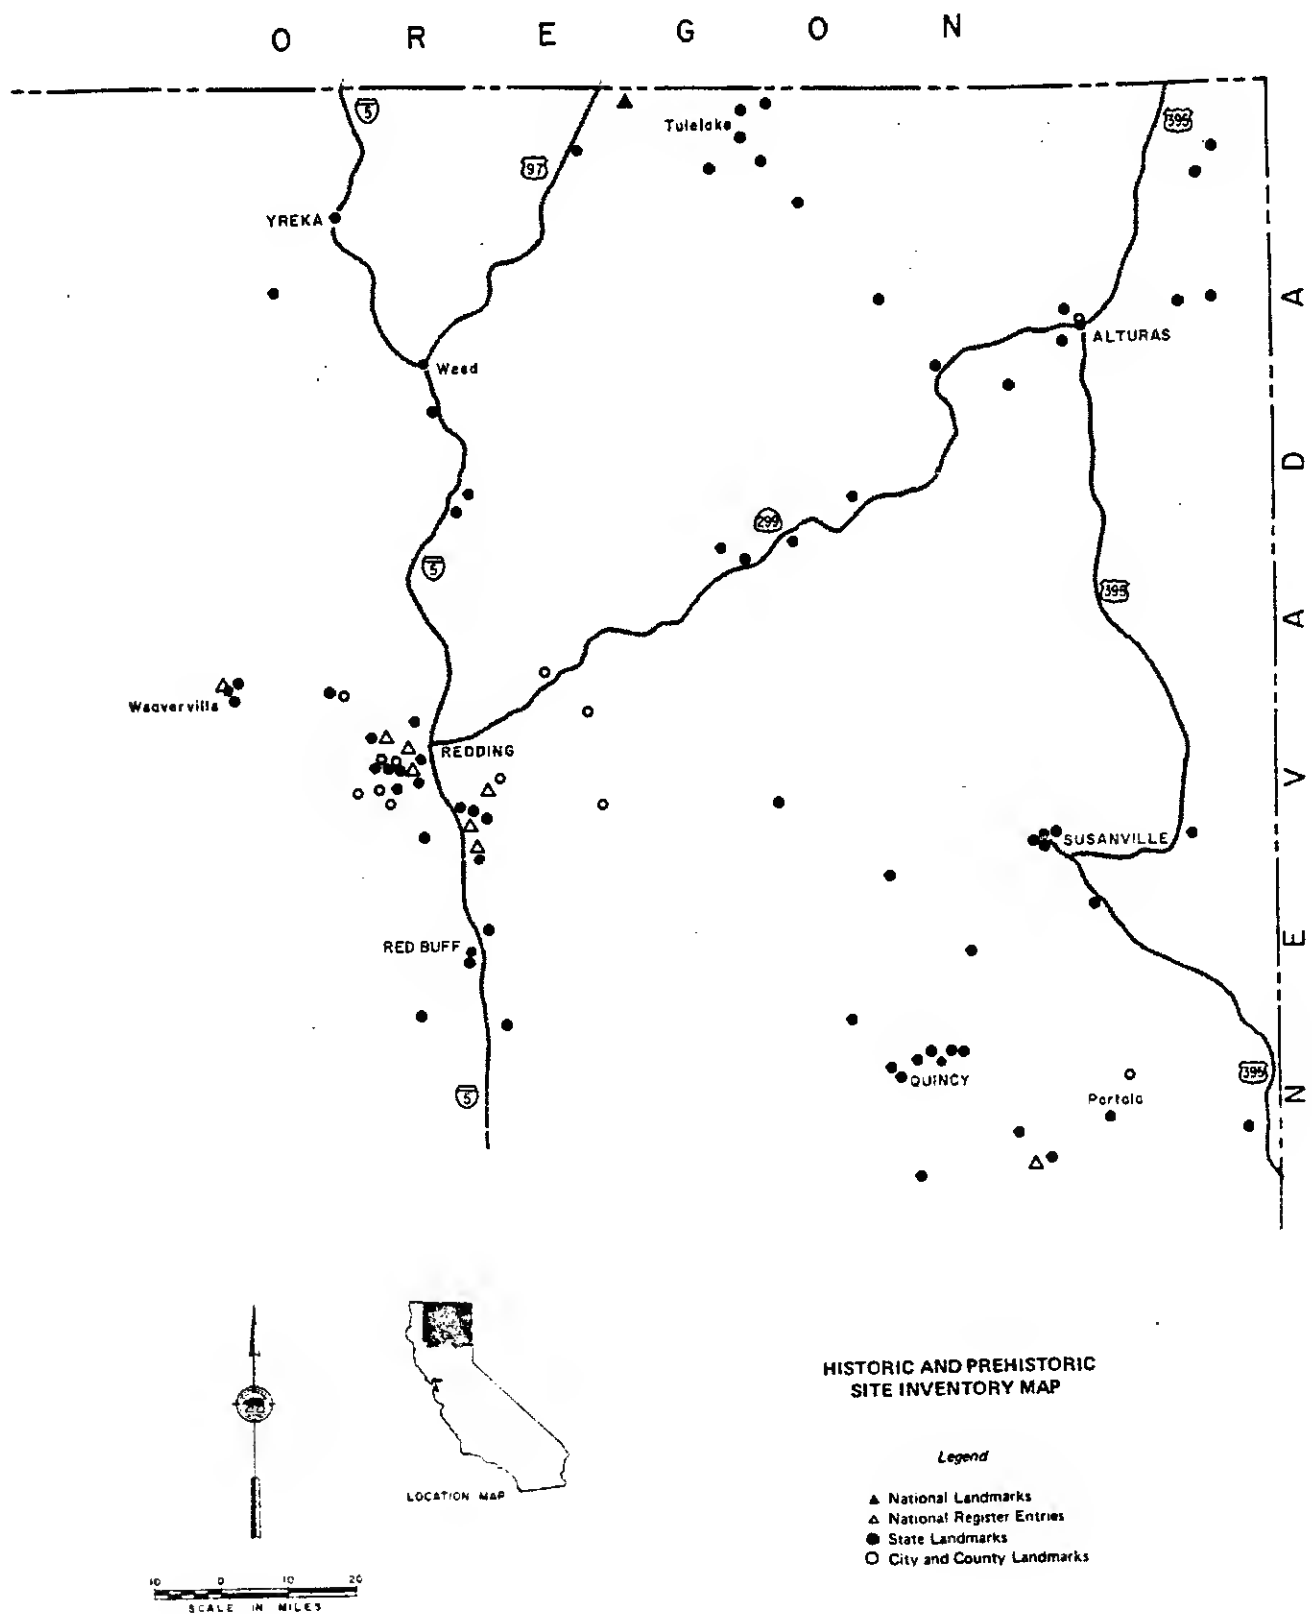 O R E G O N
5
395
Tulelake
97
YREKA
A
ALTURAS
Weed
D
299
5
395
A
Weaverville
REDDING
V
SUSANVILLE
E
RED BUFF
395
QUINCY
N
5
Portola
HISTORIC AND PREHISTORIC
SITE INVENTORY MAP
Legend
LOCATION MAP
National Landmarks
National Register Entries
State Landmarks
City and County Landmarks
10 0 10 20
SCALE IN MILES